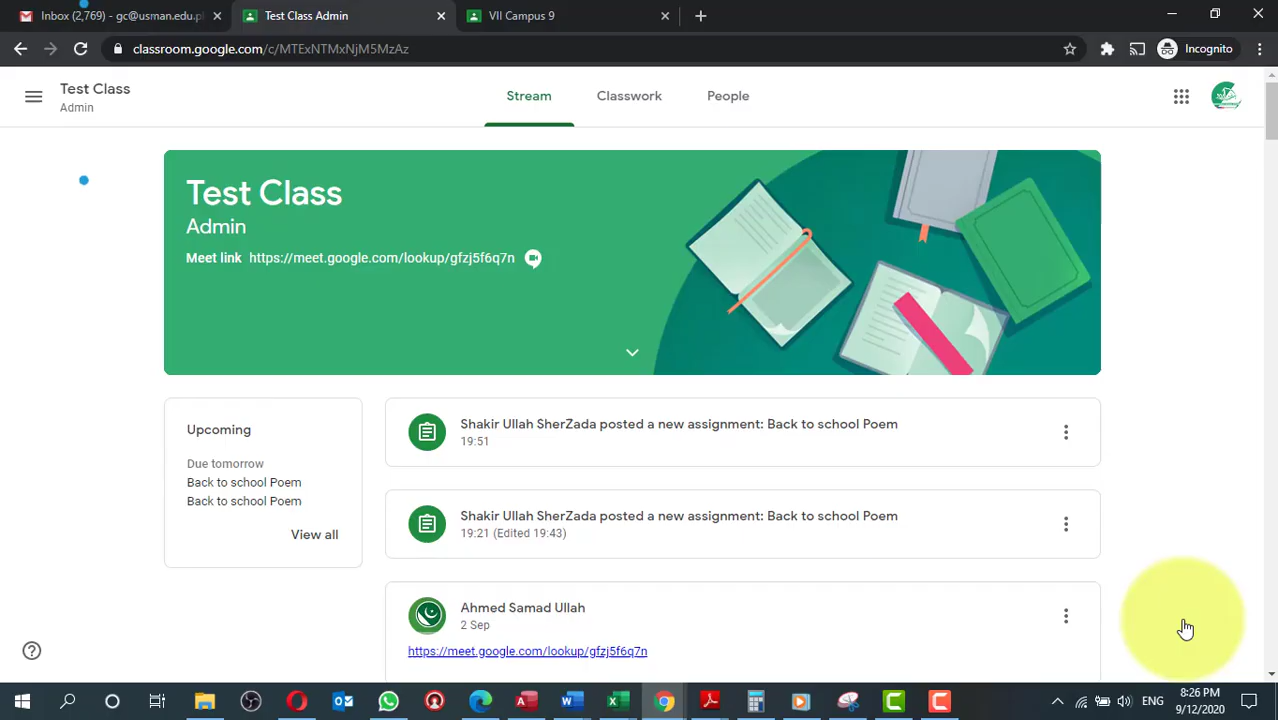 Inbox (2,769) - gc@usman.edu.p
Test Class Admin
VII Campus 9
classroom.google.com/c/MTExNTMxNjM5MzAz
Incognito
Test Class
Admin
Stream
Classwork
People
Test Class
Admin
Meet link https://meet.google.com/lookup/gfzj5f6q7n
Upcoming
Due tomorrow
Back to school Poem
Back to school Poem
View all
Shakir Ullah SherZada posted a new assignment: Back to school Poem
19:51
Shakir Ullah SherZada posted a new assignment: Back to school Poem
19:21 (Edited 19:43)
Ahmed Samad Ullah
2 Sep
https://meet.google.com/lookup/gfzj5f6q7n
ENG
8:26 PM
9/12/2020